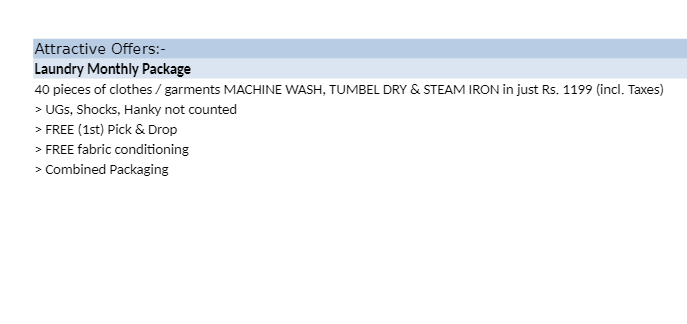 Attractive Offers:-
Laundry Monthly Package
40 pieces of clothes / garments MACHINE WASH, TUMBEL DRY & STEAM IRON in just Rs. 1199 (incl. Taxes)
> UGs, Shocks, Hanky not counted
> FREE (1st) Pick & Drop
> FREE fabric conditioning
> Combined Packaging